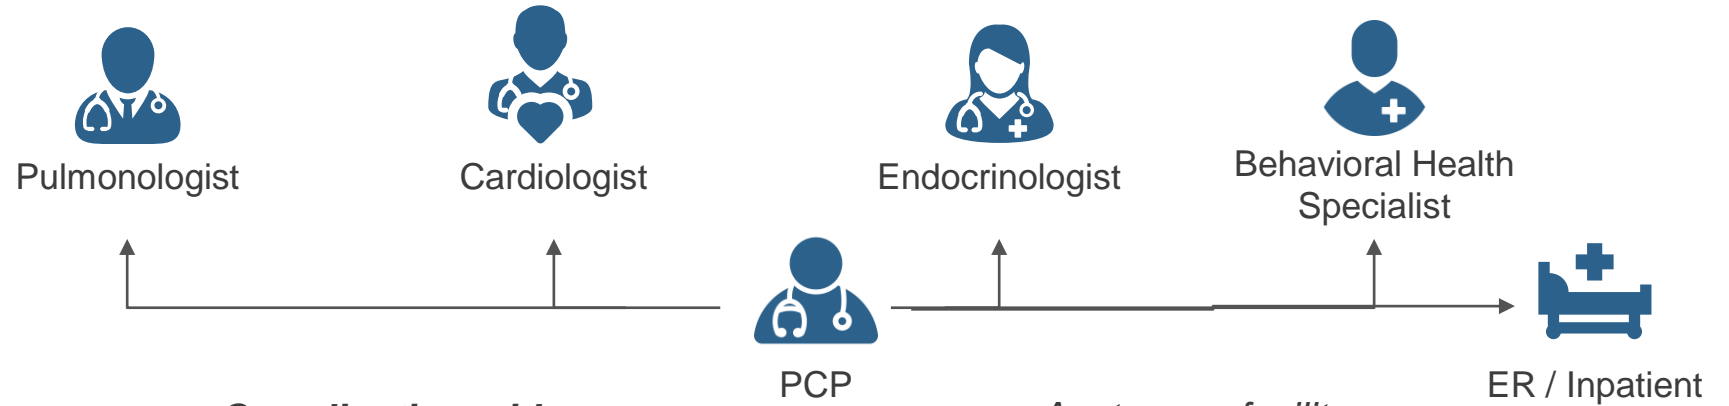 Pulmonologist
Cardiologist
Endocrinologist
Behavioral Health
Specialist
PCP
ER / Inpatient